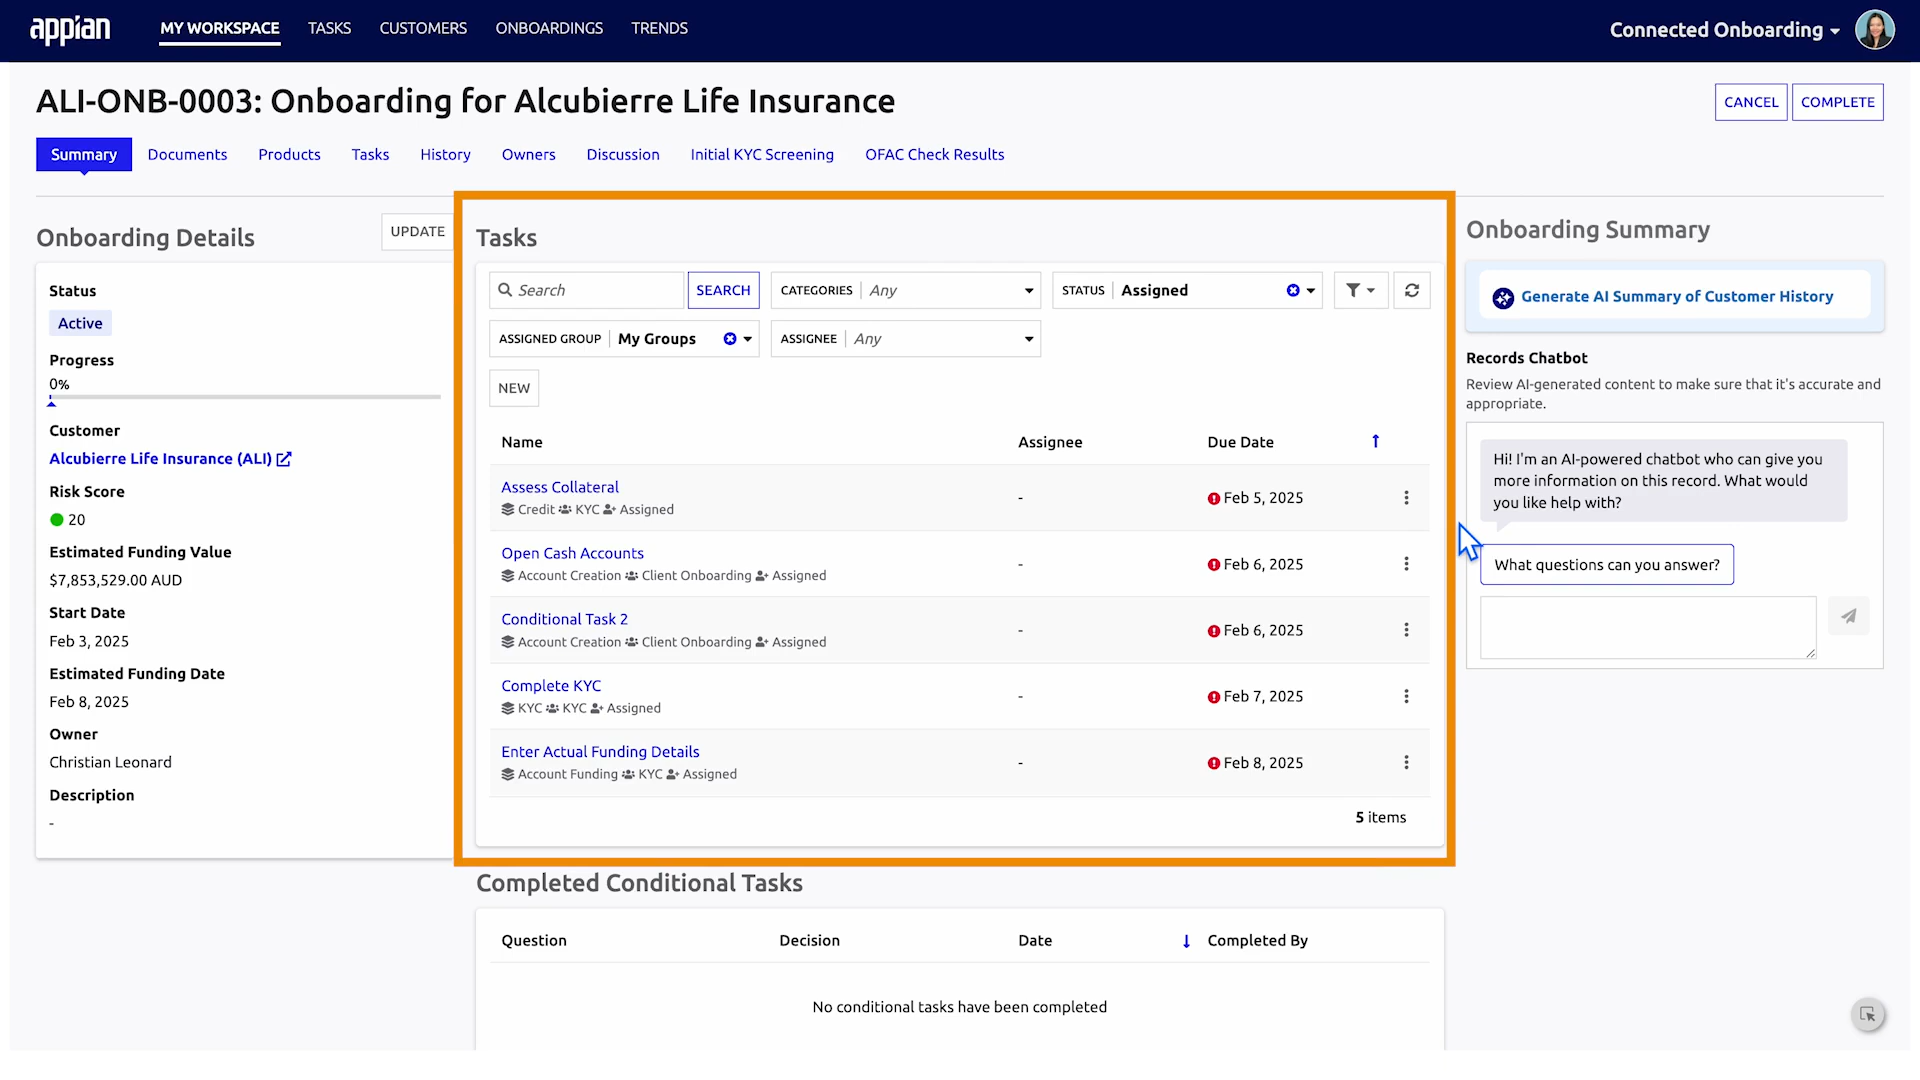 appian
MY WORKSPACE TASKS CUSTOMERS ONBOARDINGS TRENDS
Connected Onboarding
ALI-ONB-0003: Onboarding for Alcubierre Life Insurance
CANCEL COMPLETE
Summary Documents Products Tasks History Owners Discussion Initial KYC Screening OFAC Check Results
Onboarding Details
UPDATE
Status
Active
Progress
0%
Customer
Alcubierre Life Insurance (ALI)
Risk Score
20
Estimated Funding Value
$7,853,529.00 AUD
Start Date
Feb 3, 2025
Estimated Funding Date
Feb 8, 2025
Owner
Christian Leonard
Description
-
Tasks
Search SEARCH CATEGORIES Any STATUS Assigned
ASSIGNED GROUP My Groups ASSIGNEE Any
NEW
Name Assignee Due Date
Assess Collateral - Feb 5, 2025
Credit KYC Assigned
Open Cash Accounts - Feb 6, 2025
Account Creation Client Onboarding Assigned
Conditional Task 2 - Feb 6, 2025
Account Creation Client Onboarding Assigned
Complete KYC - Feb 7, 2025
KYC KYC Assigned
Enter Actual Funding Details - Feb 8, 2025
Account Funding KYC Assigned
5 items
Completed Conditional Tasks
Question Decision Date Completed By
No conditional tasks have been completed
Onboarding Summary
Generate AI Summary of Customer History
Records Chatbot
Review AI-generated content to make sure that it's accurate and
appropriate.
Hi! I'm an AI-powered chatbot who can give you
more information on this record. What would
you like help with?
What questions can you answer?